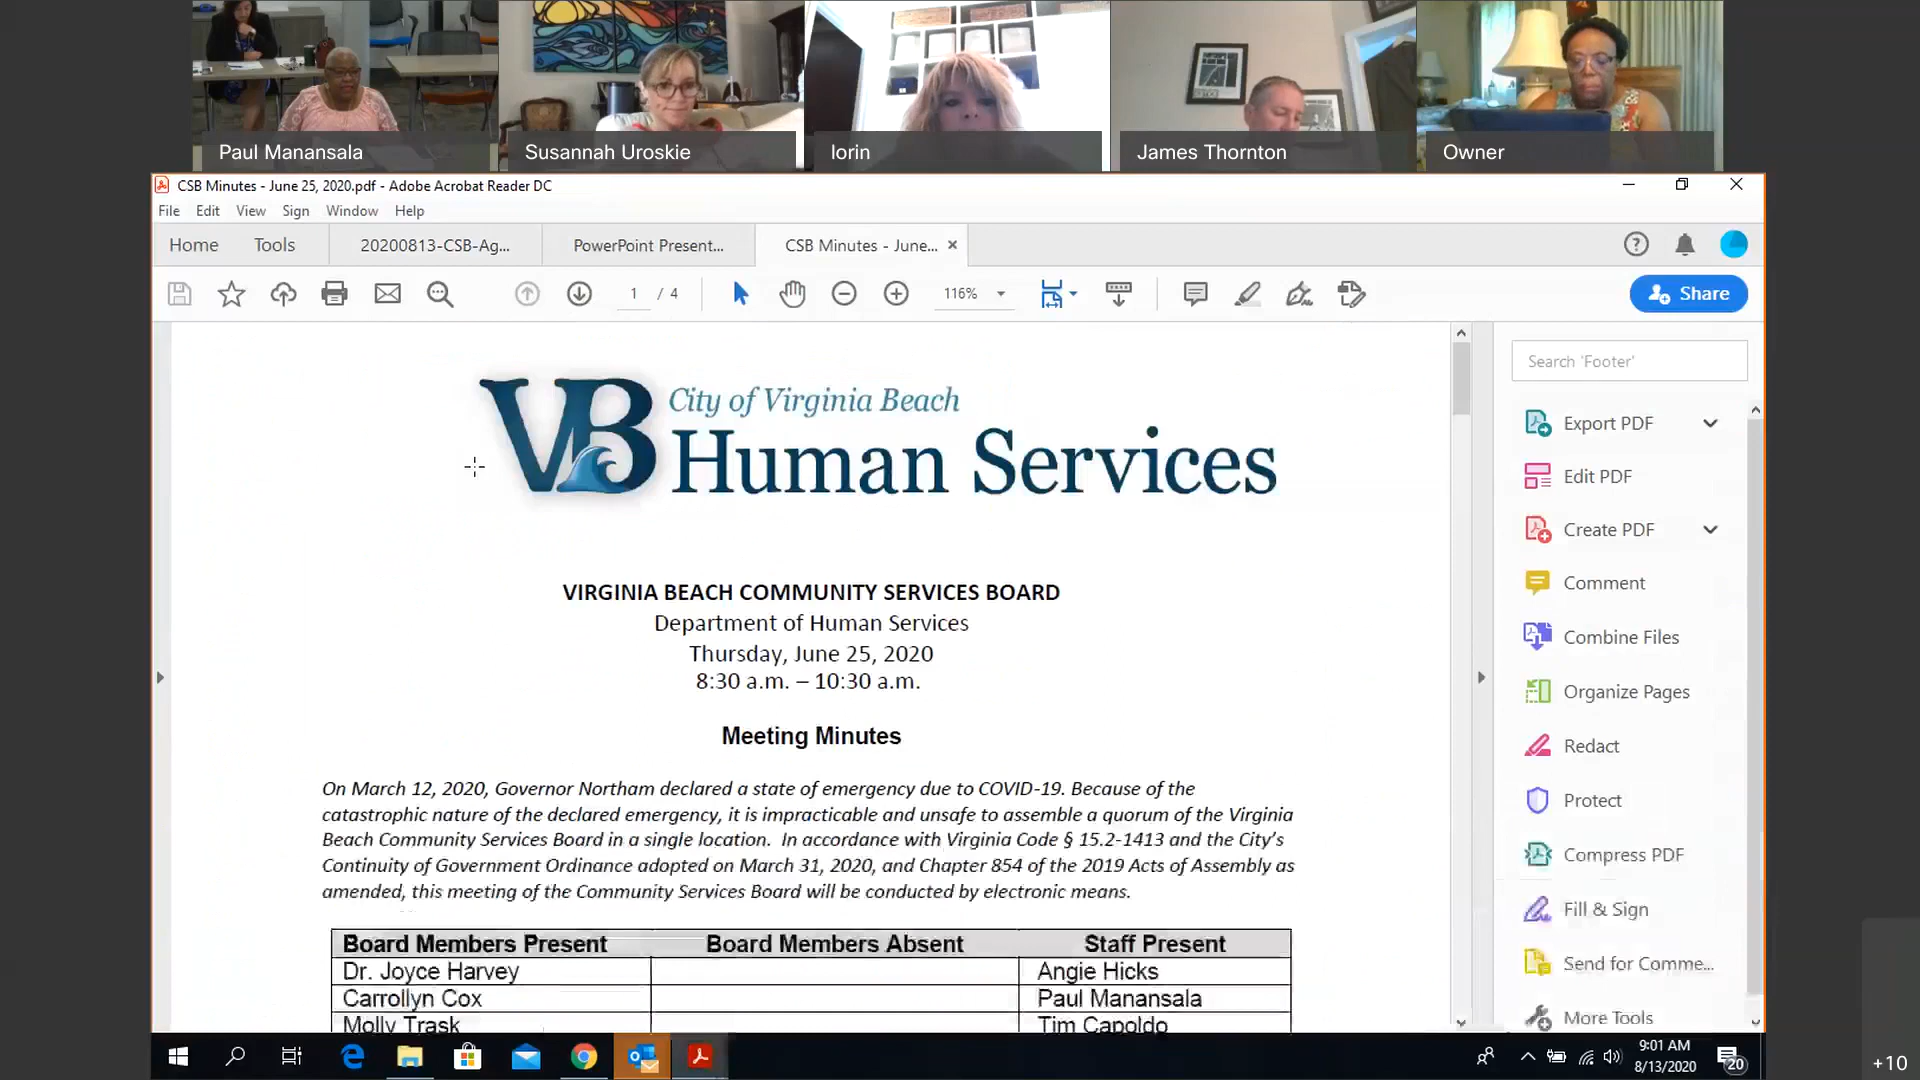 Paul Manansala
Susannah Uroskie
lorin
James Thornton
Owner
CSB Minutes - June 25, 2020.pdf - Adobe Acrobat Reader DC
File Edit View Sign Window Help
Home Tools 20200813-CSB-Ag... PowerPoint Present... CSB Minutes - June... ×
1 / 4 116% Share
VB City of Virginia Beach
Human Services
Search 'Footer'
Export PDF
Edit PDF
Create PDF
Comment
Combine Files
Organize Pages
Redact
Protect
Compress PDF
Fill & Sign
Send for Comme...
More Tools
VIRGINIA BEACH COMMUNITY SERVICES BOARD
Department of Human Services
Thursday, June 25, 2020
8:30 a.m. – 10:30 a.m.
Meeting Minutes
On March 12, 2020, Governor Northam declared a state of emergency due to COVID-19. Because of the
catastrophic nature of the declared emergency, it is impracticable and unsafe to assemble a quorum of the Virginia
Beach Community Services Board in a single location. In accordance with Virginia Code § 15.2-1413 and the City's
Continuity of Government Ordinance adopted on March 31, 2020, and Chapter 854 of the 2019 Acts of Assembly as
amended, this meeting of the Community Services Board will be conducted by electronic means.
Board Members Present Board Members Absent Staff Present
Dr. Joyce Harvey Angie Hicks
Carrollyn Cox Paul Manansala
Molly Trask Tim Capoldo
9:01 AM
8/13/2020
20
+10